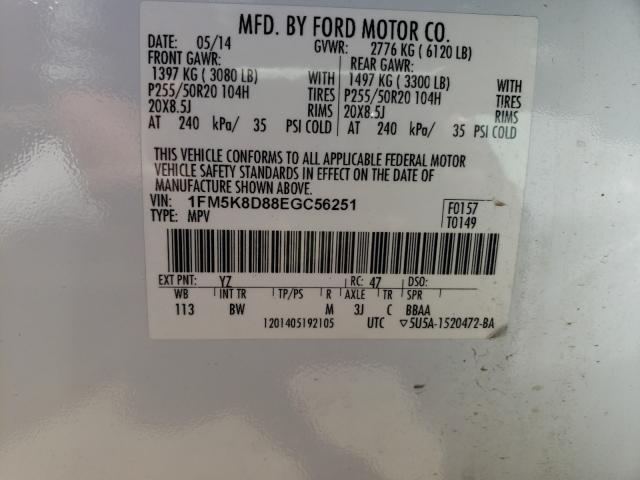 MFD. BY FORD MOTOR CO.
DATE: 05/14 GVWR: 2776 KG ( 6120 LB)
FRONT GAWR: REAR GAWR:
1397 KG ( 3080 LB) WITH 1497 KG ( 3300 LB) WITH
P255/50R20 104H TIRES P255/50R20 104H TIRES
20X8.5J RIMS 20X8.5J RIMS
AT 240 kPa/ 35 PSI COLD AT 240 kPa/ 35 PSI COLD
THIS VEHICLE CONFORMS TO ALL APPLICABLE FEDERAL MOTOR
VEHICLE SAFETY STANDARDS IN EFFECT ON THE DATE OF
MANUFACTURE SHOWN ABOVE.
VIN: 1FM5K8D88EGC56251 F0157
TYPE: MPV T0149
EXT PNT: YZ RC: 47 DSO:
WB INT TR TP/PS R AXLE TR SPR
113 BW M 3J C BBAA
1201405192105 UTC ▽5U5A-1520472-BA